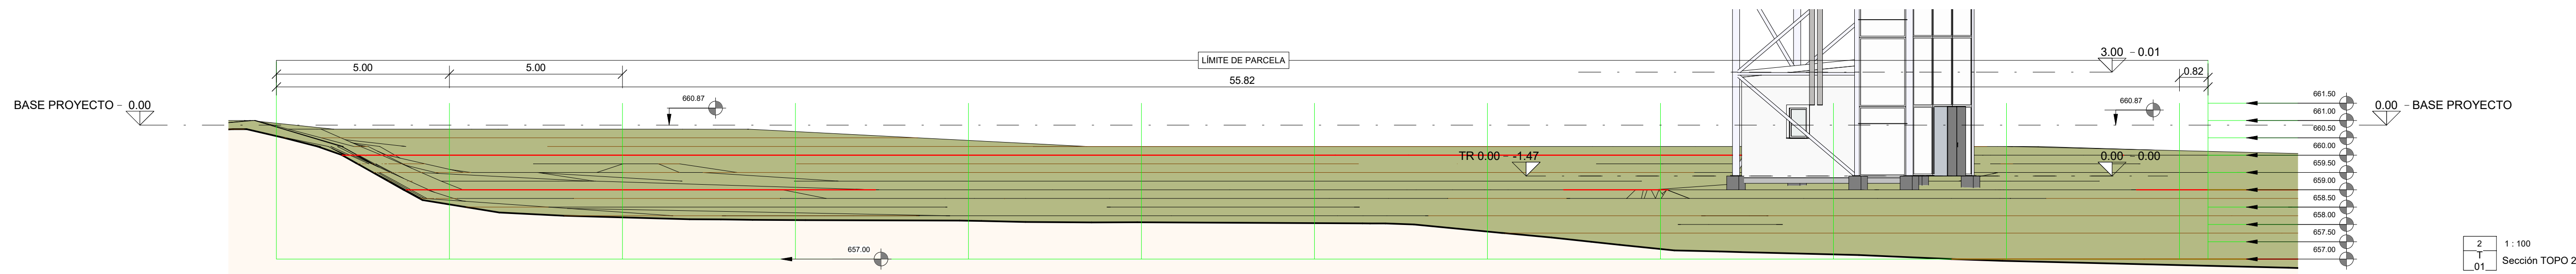 LÍMITE DE PARCELA
3.00 - 0.01
5.00
5.00
0.82
55.82
BASE PROYECTO - 0.00
660.87
660.87
0.00 - BASE PROYECTO
661.50
661.00
660.50
660.00
659.50
659.00
658.50
658.00
657.50
657.00
TR 0.00 - -1.47
0.00 - 0.00
657.00
2
T
01
1 : 100
Sección TOPO 2